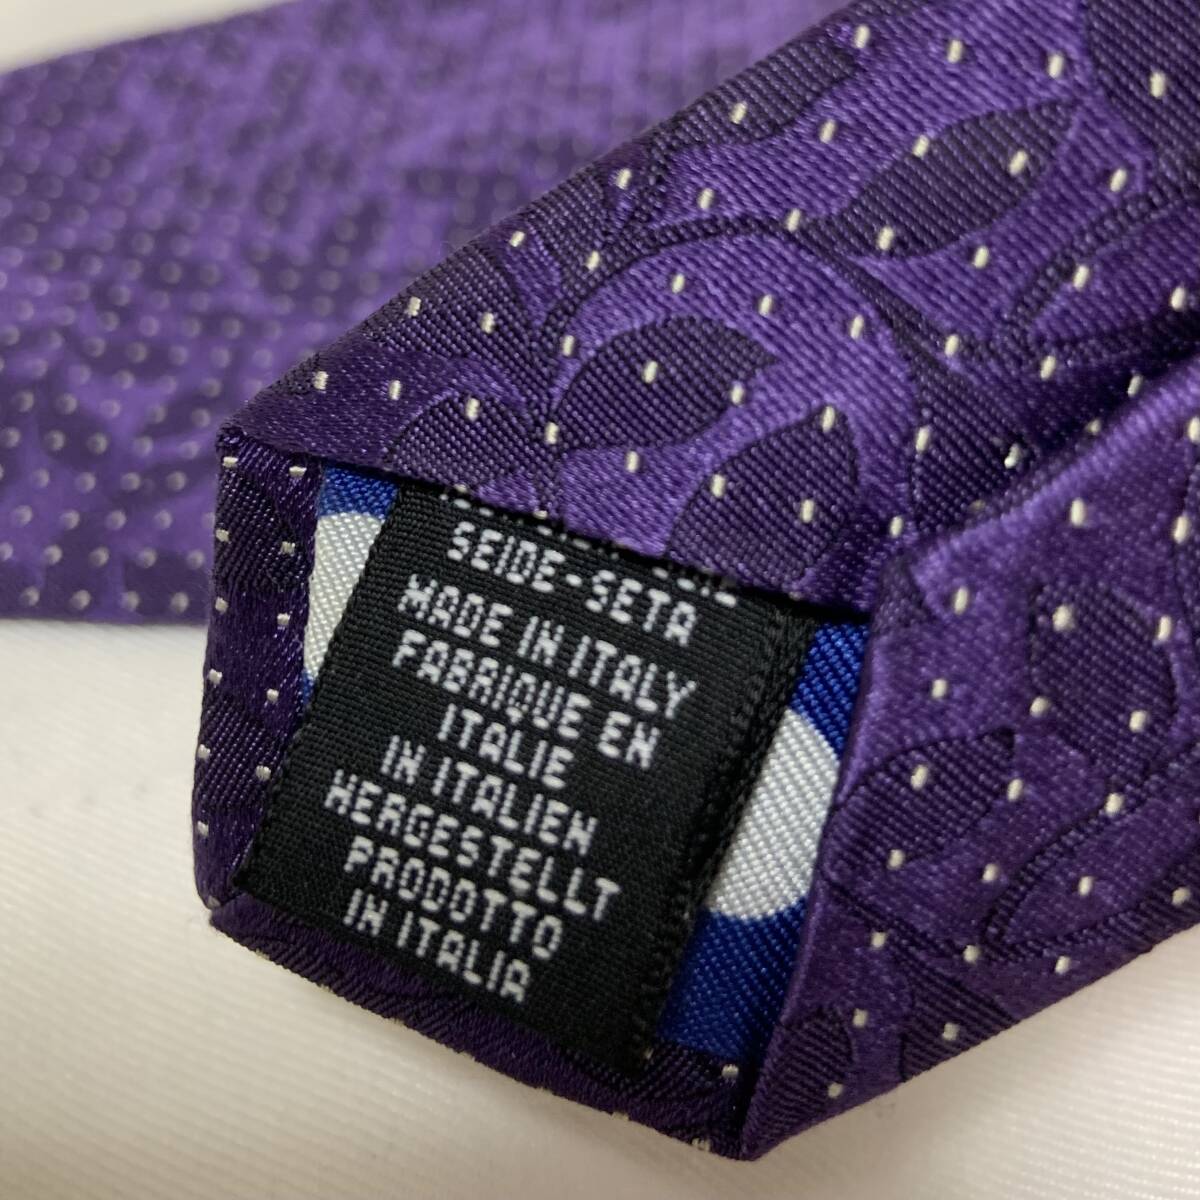 SEIDE-SETA
MADE IN ITALY
FABRIQUE EN
ITALIE
IN ITALIEN
HERGESTELLT
PRODOTTO
IN ITALIA